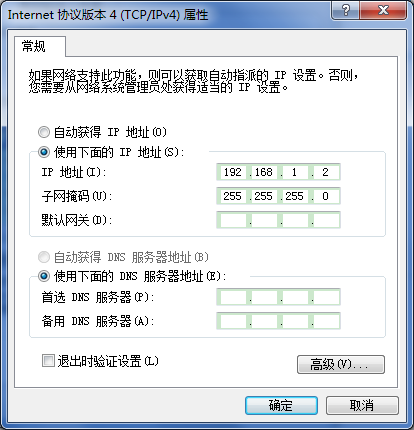 Internet 协议版本 4 (TCP/IPv4) 属性
常规
如果网络支持此功能，则可以获取自动指派的 IP 设置。否则，
您需要从网络系统管理员处获得适当的 IP 设置。
自动获得 IP 地址(O)
使用下面的 IP 地址(S):
IP 地址(I): 192 . 168 . 1 . 2
子网掩码(U): 255 . 255 . 255 . 0
默认网关(D): . . .
自动获得 DNS 服务器地址(B)
使用下面的 DNS 服务器地址(E):
首选 DNS 服务器(P): . . .
备用 DNS 服务器(A): . . .
退出时验证设置(L)
高级(V)...
确定 取消